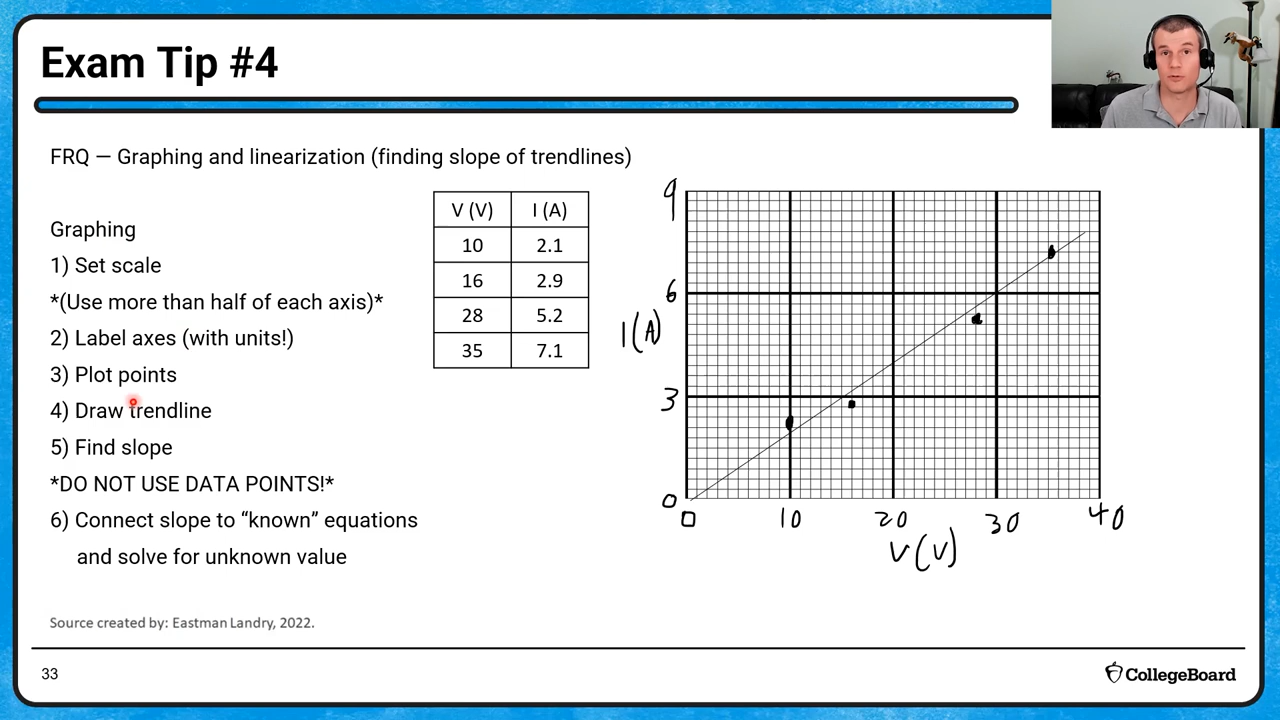 Exam Tip #4
FRQ — Graphing and linearization (finding slope of trendlines)
Graphing
1) Set scale
*(Use more than half of each axis)*
2) Label axes (with units!)
3) Plot points
4) Draw trendline
5) Find slope
*DO NOT USE DATA POINTS!*
6) Connect slope to “known” equations
and solve for unknown value
V (V) I (A)
10 2.1
16 2.9
28 5.2
35 7.1
9
6
I(A)
3
0
0 10 20 30 40
V(V)
Source created by: Eastman Landry, 2022.
33
CollegeBoard